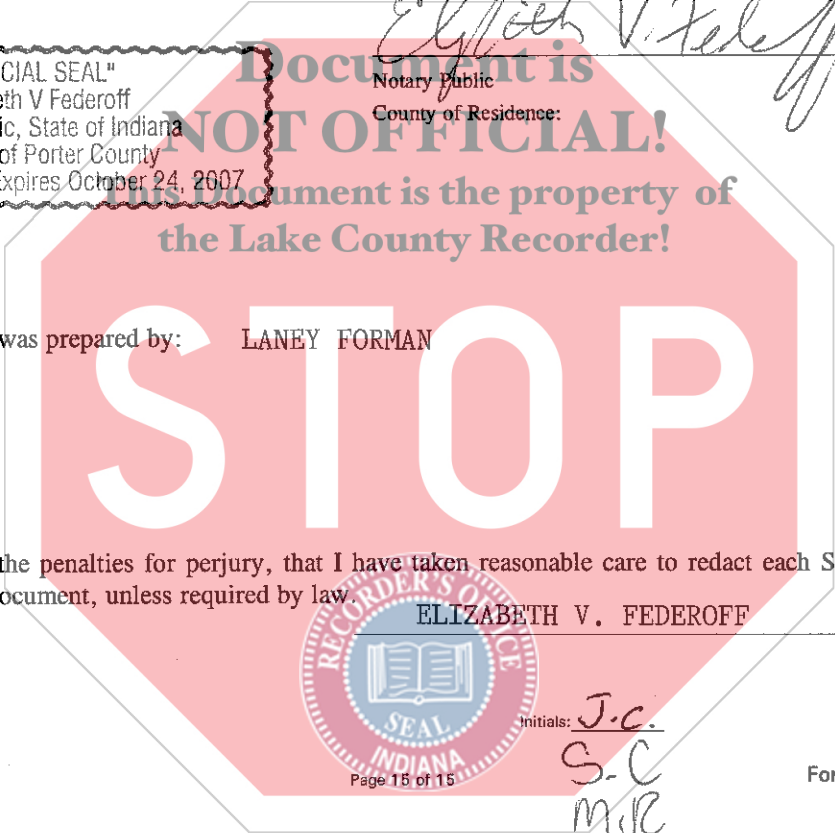 Elizabeth V. Federoff
CIAL SEAL"
eth V Federoff
ic, State of Indiana
of Porter County
Expires October 24, 2007
Notary Public
County of Residence:
Document is
NOT OFFICIAL!
This Document is the property of
the Lake County Recorder!
was prepared by: LANEY FORMAN
STOP
the penalties for perjury, that I have taken reasonable care to redact each S
ocument, unless required by law.
ELIZABETH V. FEDEROFF
RECORDER'S OFFICE
SEAL
INDIANA
Initials: J.C.
S.C
M.R
Page 15 of 15
For